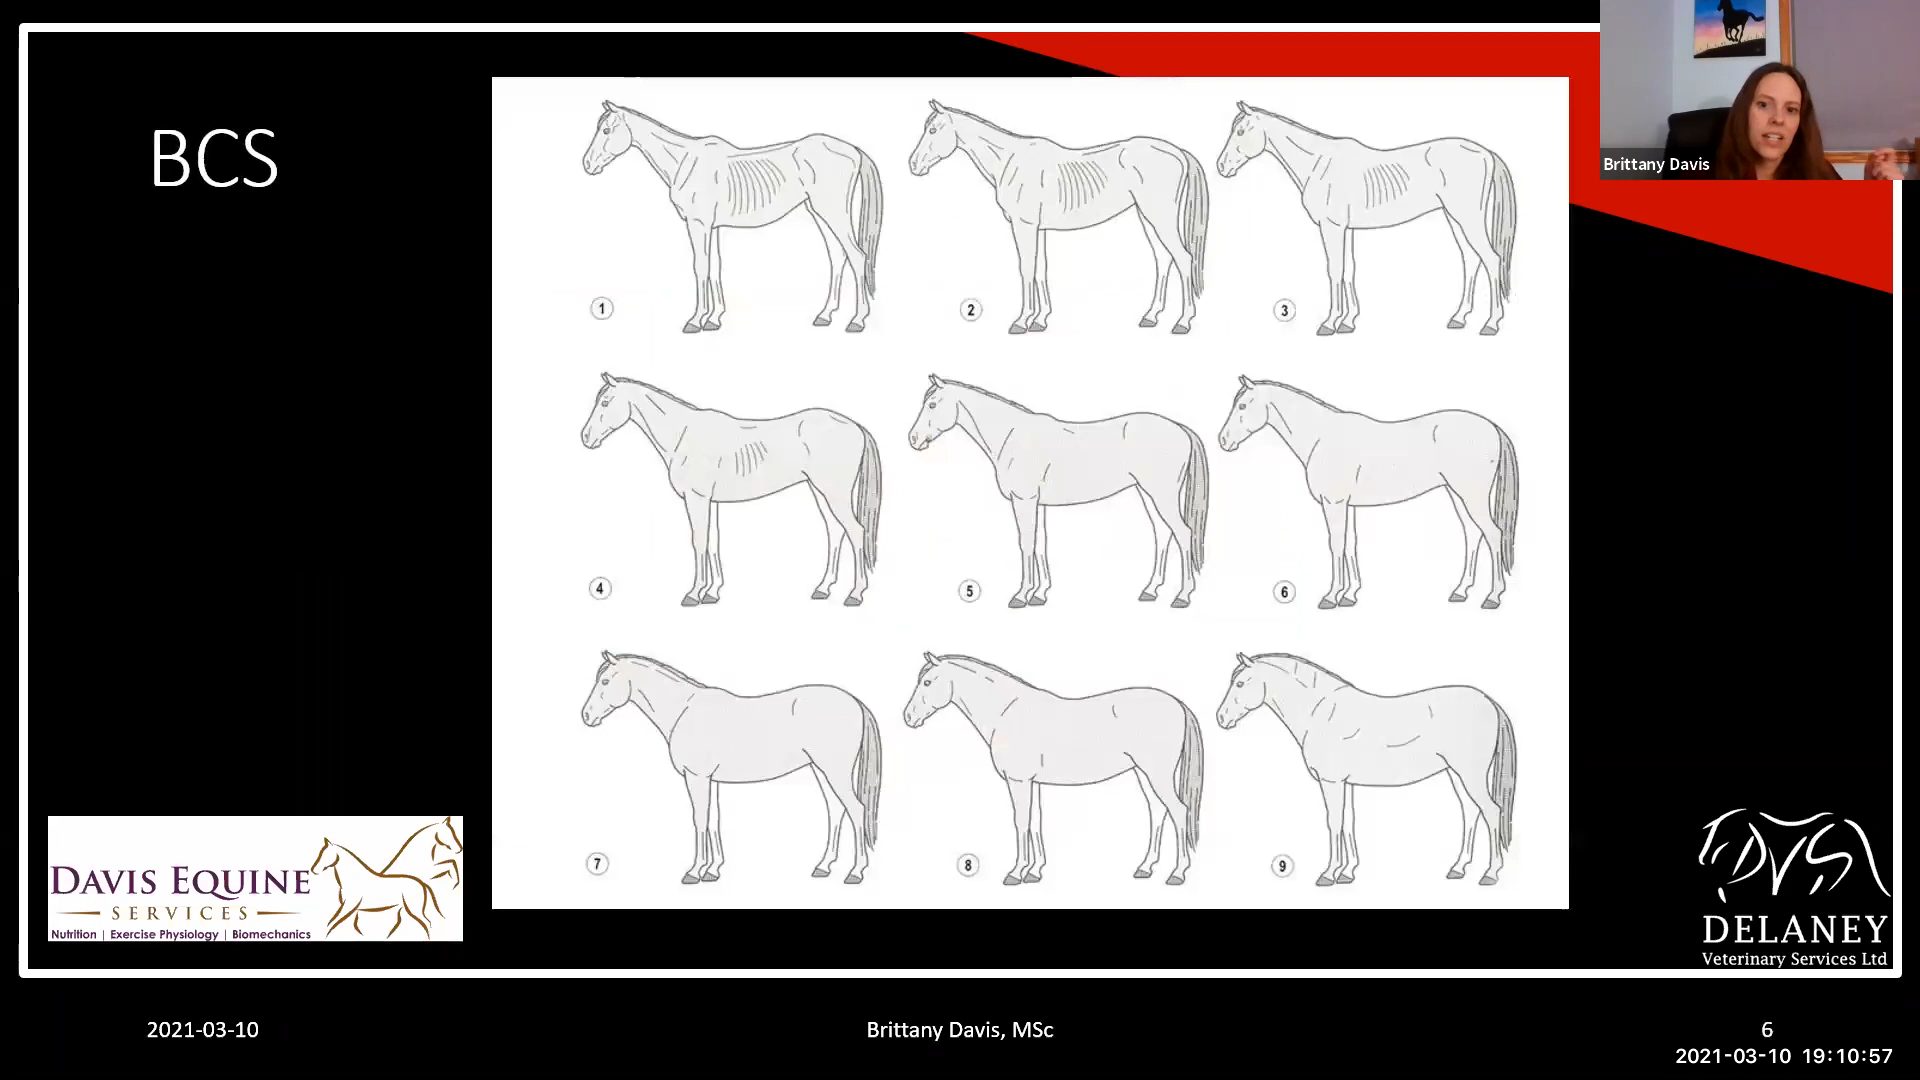 BCS
Brittany Davis
1
2
3
4
5
6
7
8
9
DAVIS EQUINE
SERVICES
Nutrition | Exercise Physiology | Biomechanics
DVS
DELANEY
Veterinary Services Ltd
2021-03-10
Brittany Davis, MSc
6
2021-03-10 19:10:57